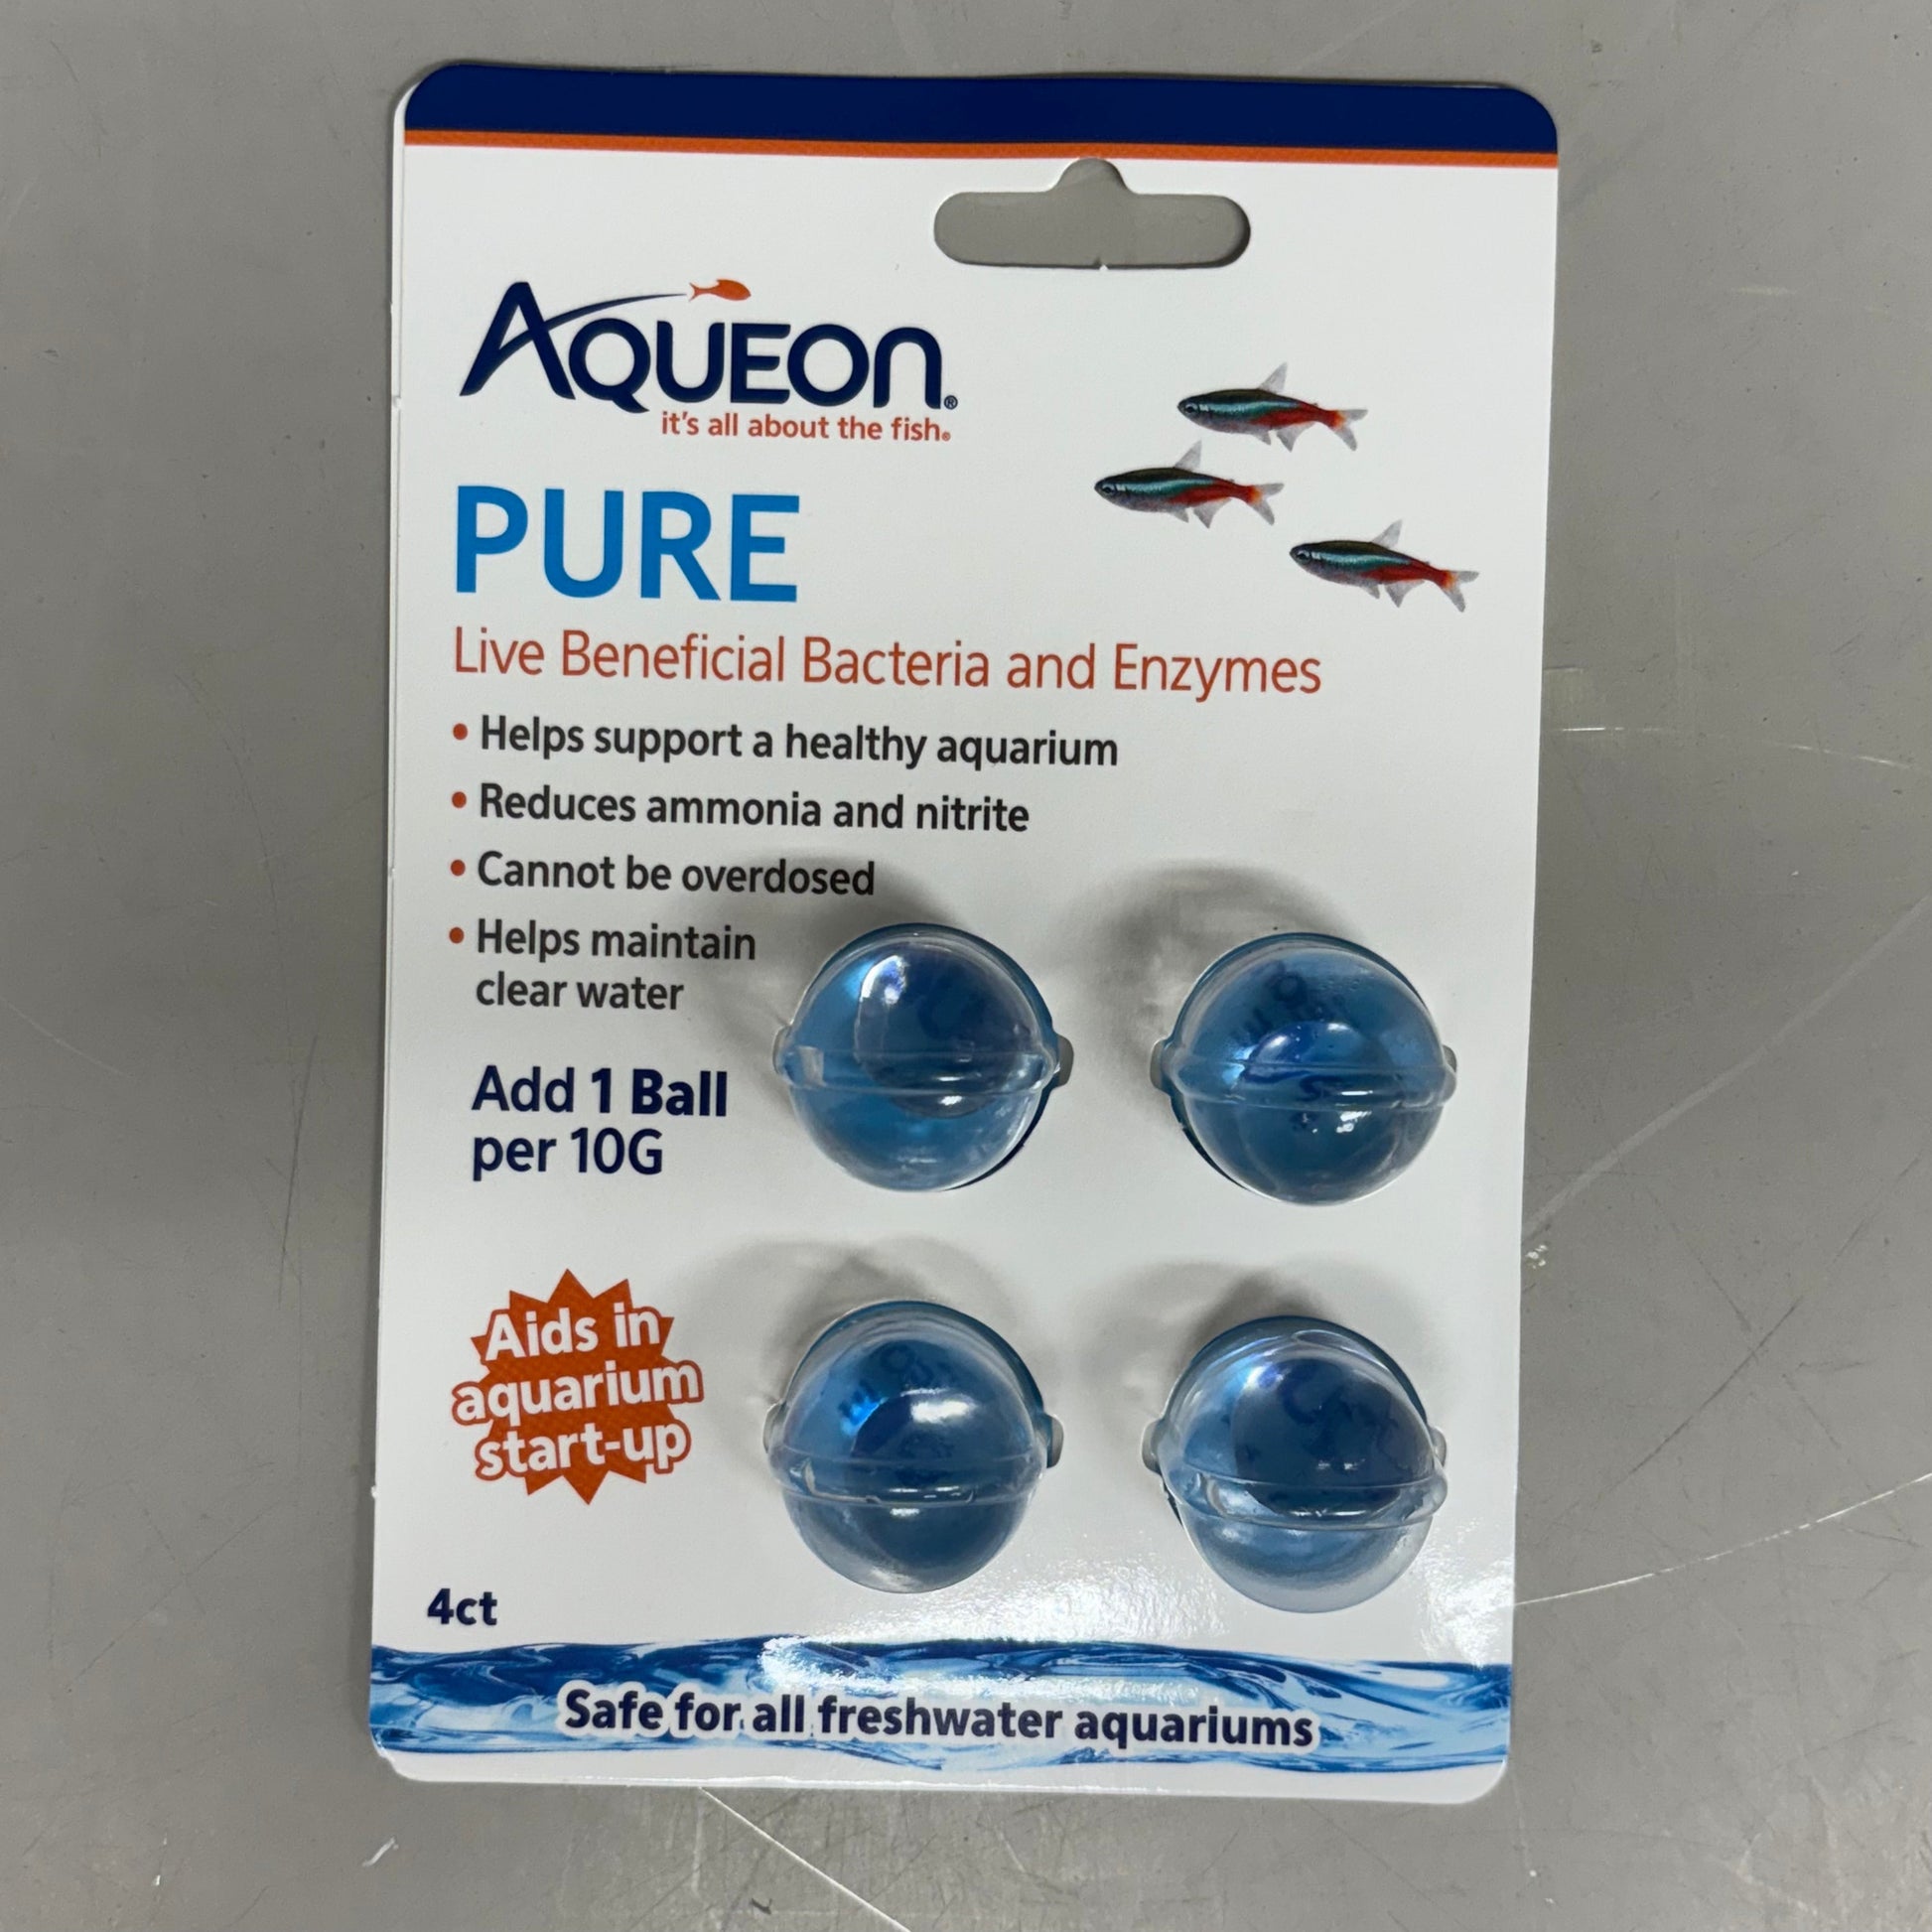 AQUEON®
it's all about the fish®
PURE
Live Beneficial Bacteria and Enzymes
• Helps support a healthy aquarium
• Reduces ammonia and nitrite
• Cannot be overdosed
• Helps maintain
clear water
Add 1 Ball
per 10G
Aids in
aquarium
start-up
4ct
Safe for all freshwater aquariums